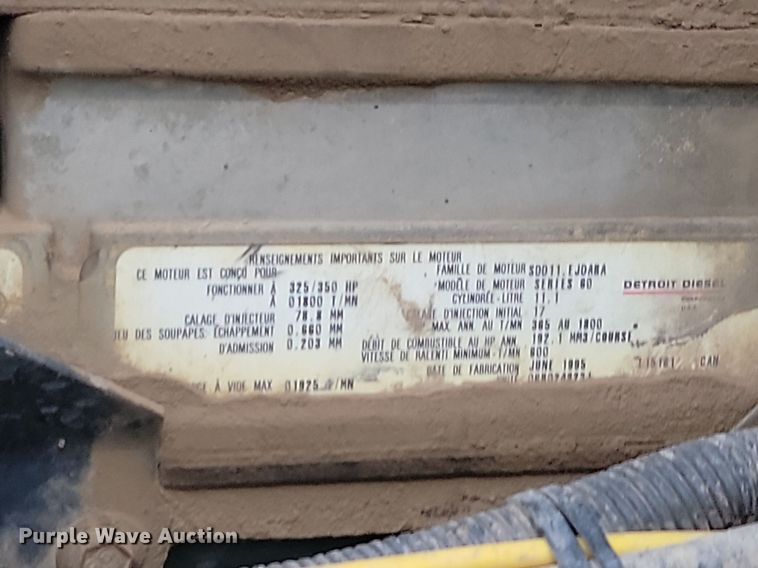 RENSEIGNEMENTS IMPORTANTS SUR LE MOTEUR
CE MOTEUR EST CONÇU POUR
FONCTIONNER À 325/350 HP
À 01800 T/MN
CALAGE D'INJECTEUR 78.8 MM
JEU DES SOUPAPES, ÉCHAPPEMENT 0.660 MM
D'ADMISSION 0.203 MM
À VIDE MAX 01925 /MN
FAMILLE DE MOTEUR
MODÈLE DE MOTEUR SERIES 60
CYLINDRÉE-LITRE 11.1
CALAGE D'INJECTION INITIAL 17
MAX ANN AU T/MN 365 AU 1800
DÉBIT DE COMBUSTIBLE AU HP ANN. 192.1 MM3/COURSE
VITESSE DE RALENTI MINIMUM-T/MN 600
DATE DE FABRICATION JUNE 1995
DETROIT DIESEL
CORPORATION
CAN
Purple Wave Auction